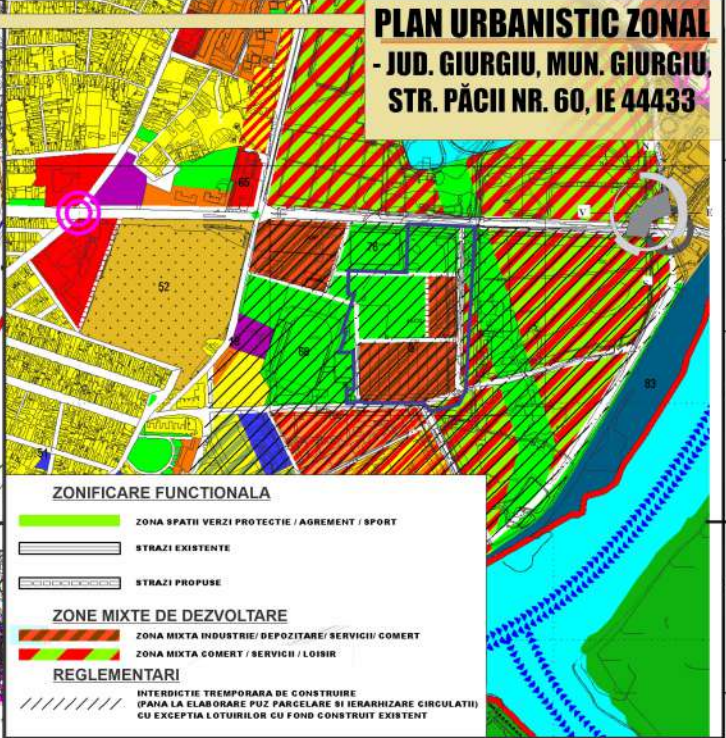 PLAN URBANISTIC ZONAL
- JUD. GIURGIU, MUN. GIURGIU,
STR. PĂCII NR. 60, IE 44433
65
N
V
E
76
52
58
83
51
ZONIFICARE FUNCTIONALA
ZONA SPATII VERZI PROTECTIE / AGREMENT / SPORT
STRAZI EXISTENTE
STRAZI PROPUSE
ZONE MIXTE DE DEZVOLTARE
ZONA MIXTA INDUSTRIE/ DEPOZITARE/ SERVICII/ COMERT
ZONA MIXTA COMERT / SERVICII / LOISIR
REGLEMENTARI
INTERDICTIE TREMPORARA DE CONSTRUIRE
(PANA LA ELABORARE PUZ PARCELARE SI IERARHIZARE CIRCULATII)
CU EXCEPTIA LOTUIRILOR CU FOND CONSTRUIT EXISTENT